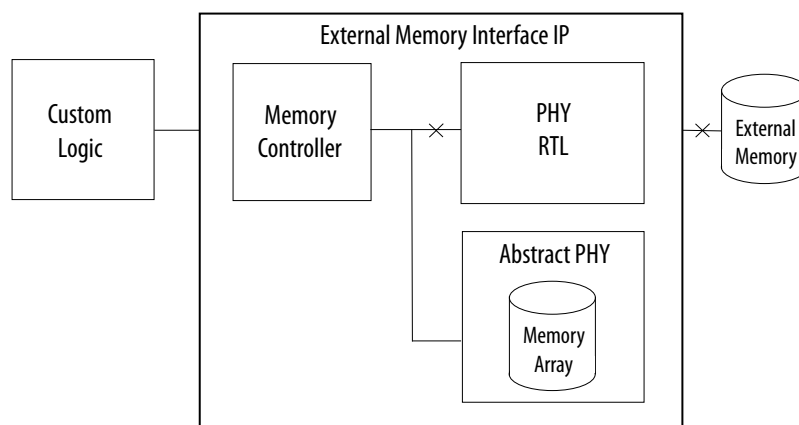 External Memory Interface IP
Custom
Logic
Memory
Controller
PHY
RTL
External
Memory
Abstract PHY
Memory
Array